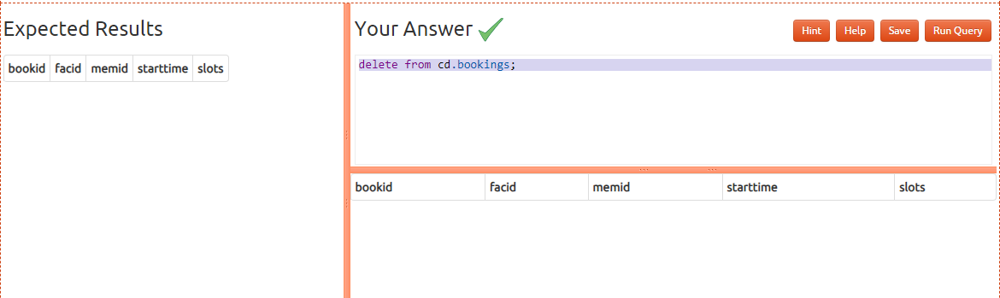 Expected Results
bookid facid memid starttime slots
Your Answer
Hint Help Save Run Query
delete from cd.bookings;
bookid facid memid starttime slots